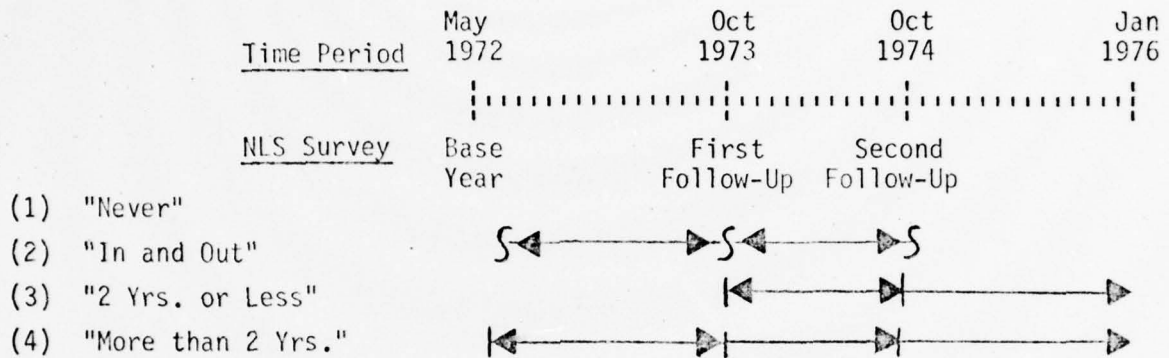 May Oct Oct Jan
Time Period 1972 1973 1974 1976
NLS Survey Base First Second
Year Follow-Up Follow-Up
(1) "Never"
(2) "In and Out"
(3) "2 Yrs. or Less"
(4) "More than 2 Yrs."